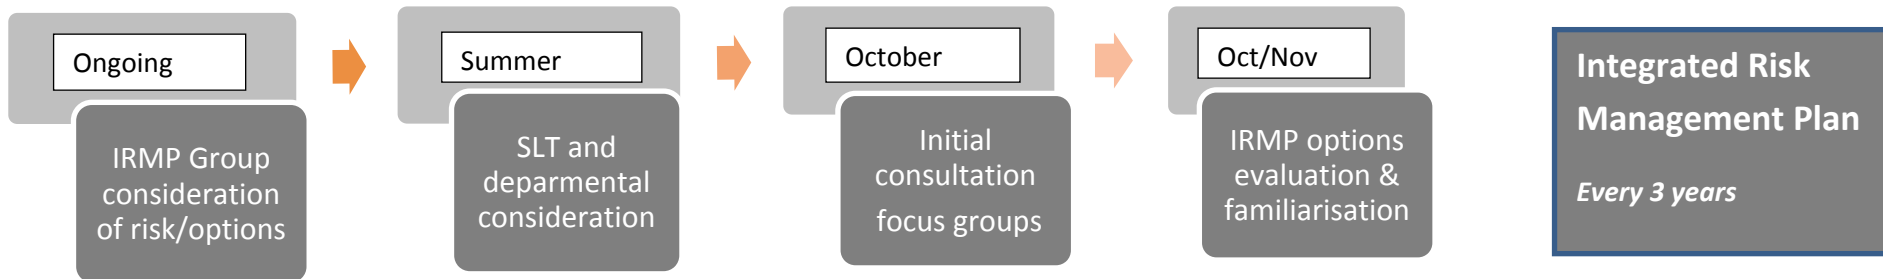 Ongoing
IRMP Group
consideration
of risk/options
Summer
SLT and
deparmental
consideration
October
Initial
consultation
focus groups
Oct/Nov
IRMP options
evaluation &
familiarisation
Integrated Risk
Management Plan
Every 3 years